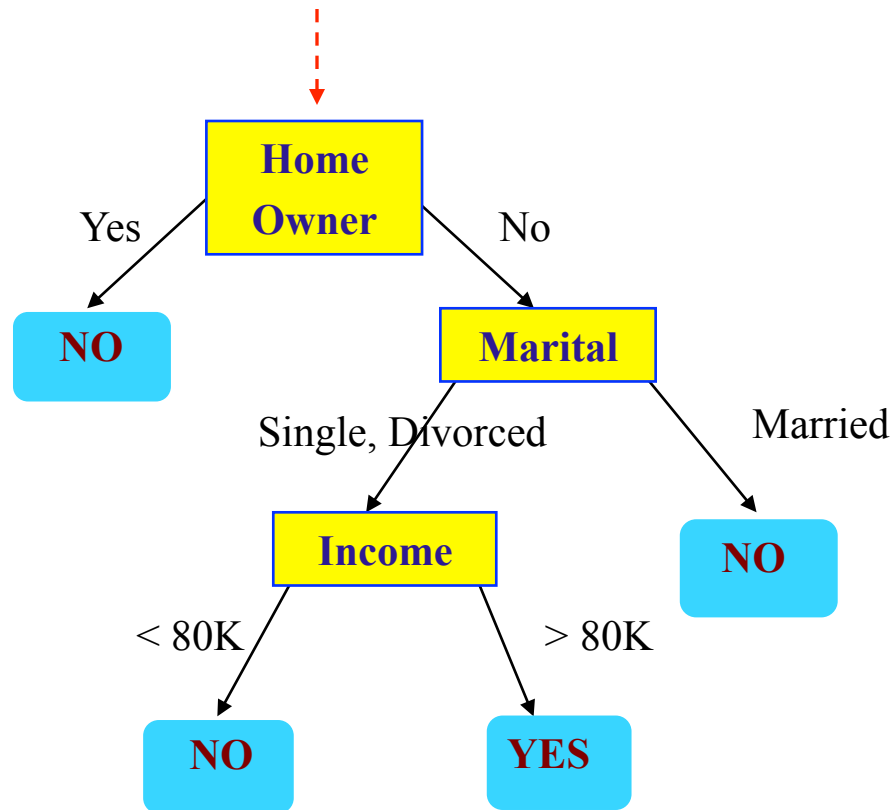 Home
Owner
Yes
No
NO
Marital
Single, Divorced
Married
Income
NO
< 80K
> 80K
NO
YES